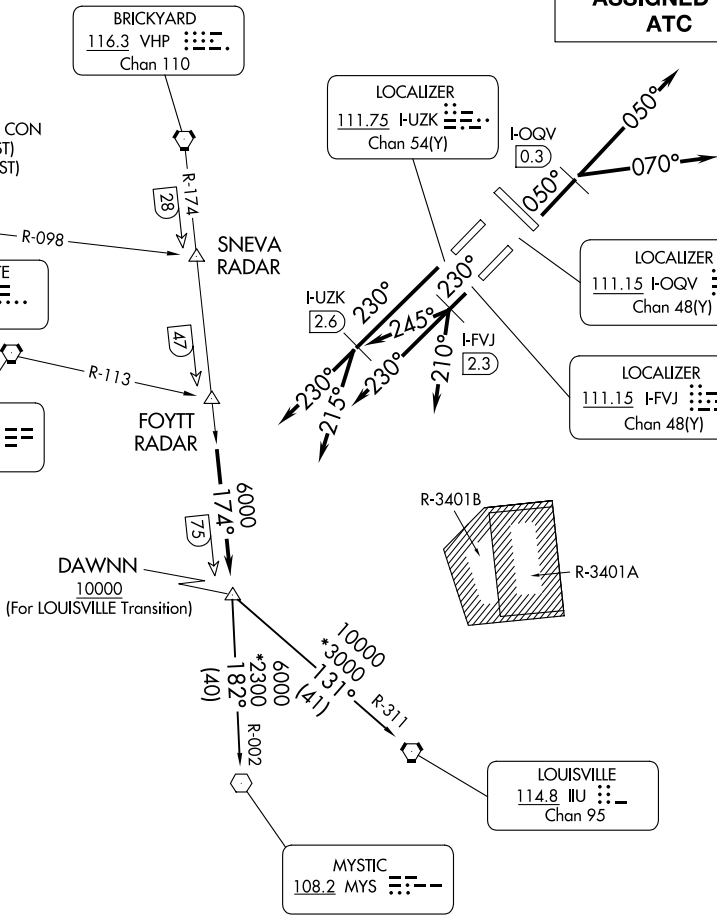 ASSIGNED
ATC
BRICKYARD
116.3 VHP
Chan 110
CON
ST)
ST)
R-098
R-174
28
SNEVA
RADAR
LOCALIZER
111.75 I-UZK
Chan 54(Y)
I-OQV
0.3
050°
070°
050°
TE
R-113
47
FOYTT
RADAR
I-UZK
2.6
230°
230°
245°
I-FVJ
2.3
230°
215°
230°
210°
LOCALIZER
111.15 I-OQV
Chan 48(Y)
LOCALIZER
111.15 I-FVJ
Chan 48(Y)
6000
174°
75
DAWNN
10000
(For LOUISVILLE Transition)
R-3401B
R-3401A
6000
*2300
182°
(40)
R-002
10000
*3000
131°
(41)
R-311
LOUISVILLE
114.8 IIU
Chan 95
MYSTIC
108.2 MYS